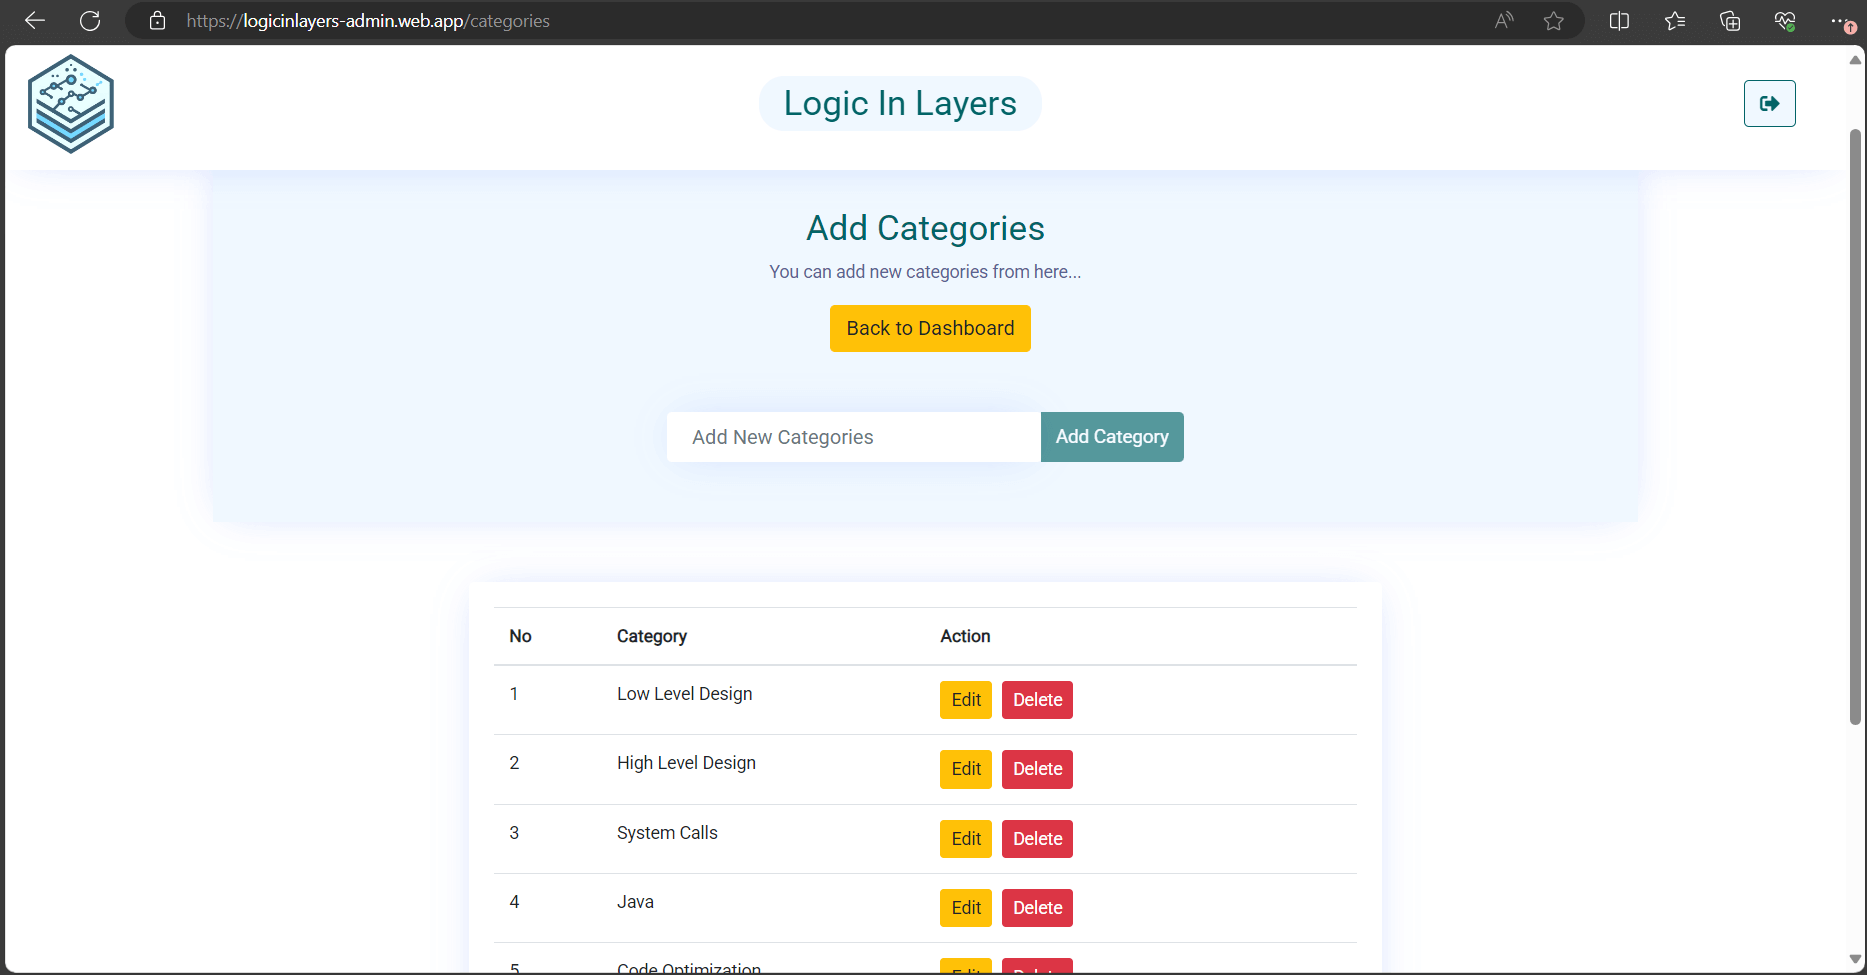 https://logicinlayers-admin.web.app/categories
Logic In Layers
Add Categories
You can add new categories from here...
Back to Dashboard
Add New Categories Add Category
No Category Action
1 Low Level Design Edit Delete
2 High Level Design Edit Delete
3 System Calls Edit Delete
4 Java Edit Delete
5 Code Optimization Edit Delete